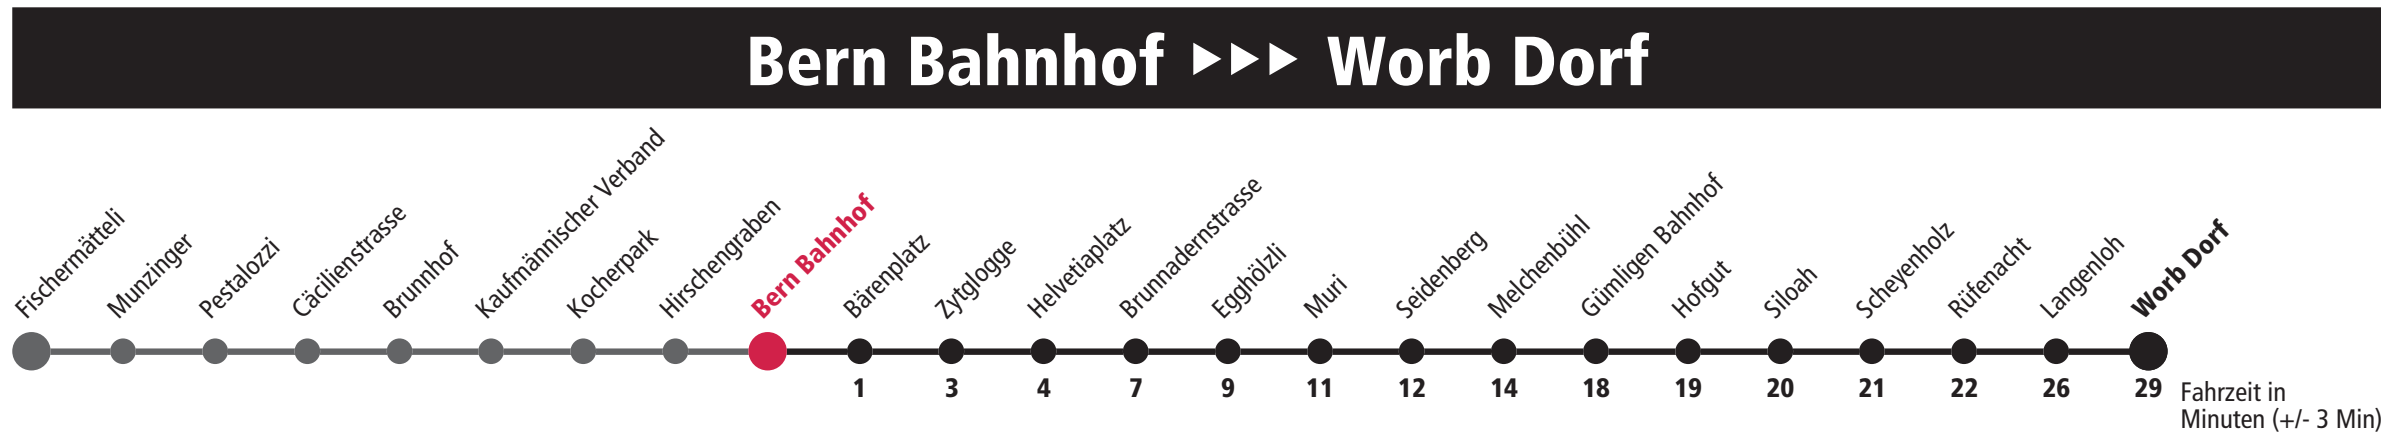 Bern Bahnhof ▶▶▶ Worb Dorf
Fischermätteli
Munzinger
Pestalozzi
Cäcilienstrasse
Brunnhof
Kaufmännischer Verband
Kocherpark
Hirschengraben
Bern Bahnhof
Bärenplatz
Zytglogge
Helvetiaplatz
Brunnadernstrasse
Egghölzli
Muri
Seidenberg
Melchenbühl
Gümligen Bahnhof
Hofgut
Siloah
Scheyenholz
Rüfenacht
Langenloh
Worb Dorf
1 3 4 7 9 11 12 14 18 19 20 21 22 26 29
Fahrzeit in
Minuten (+/- 3 Min)